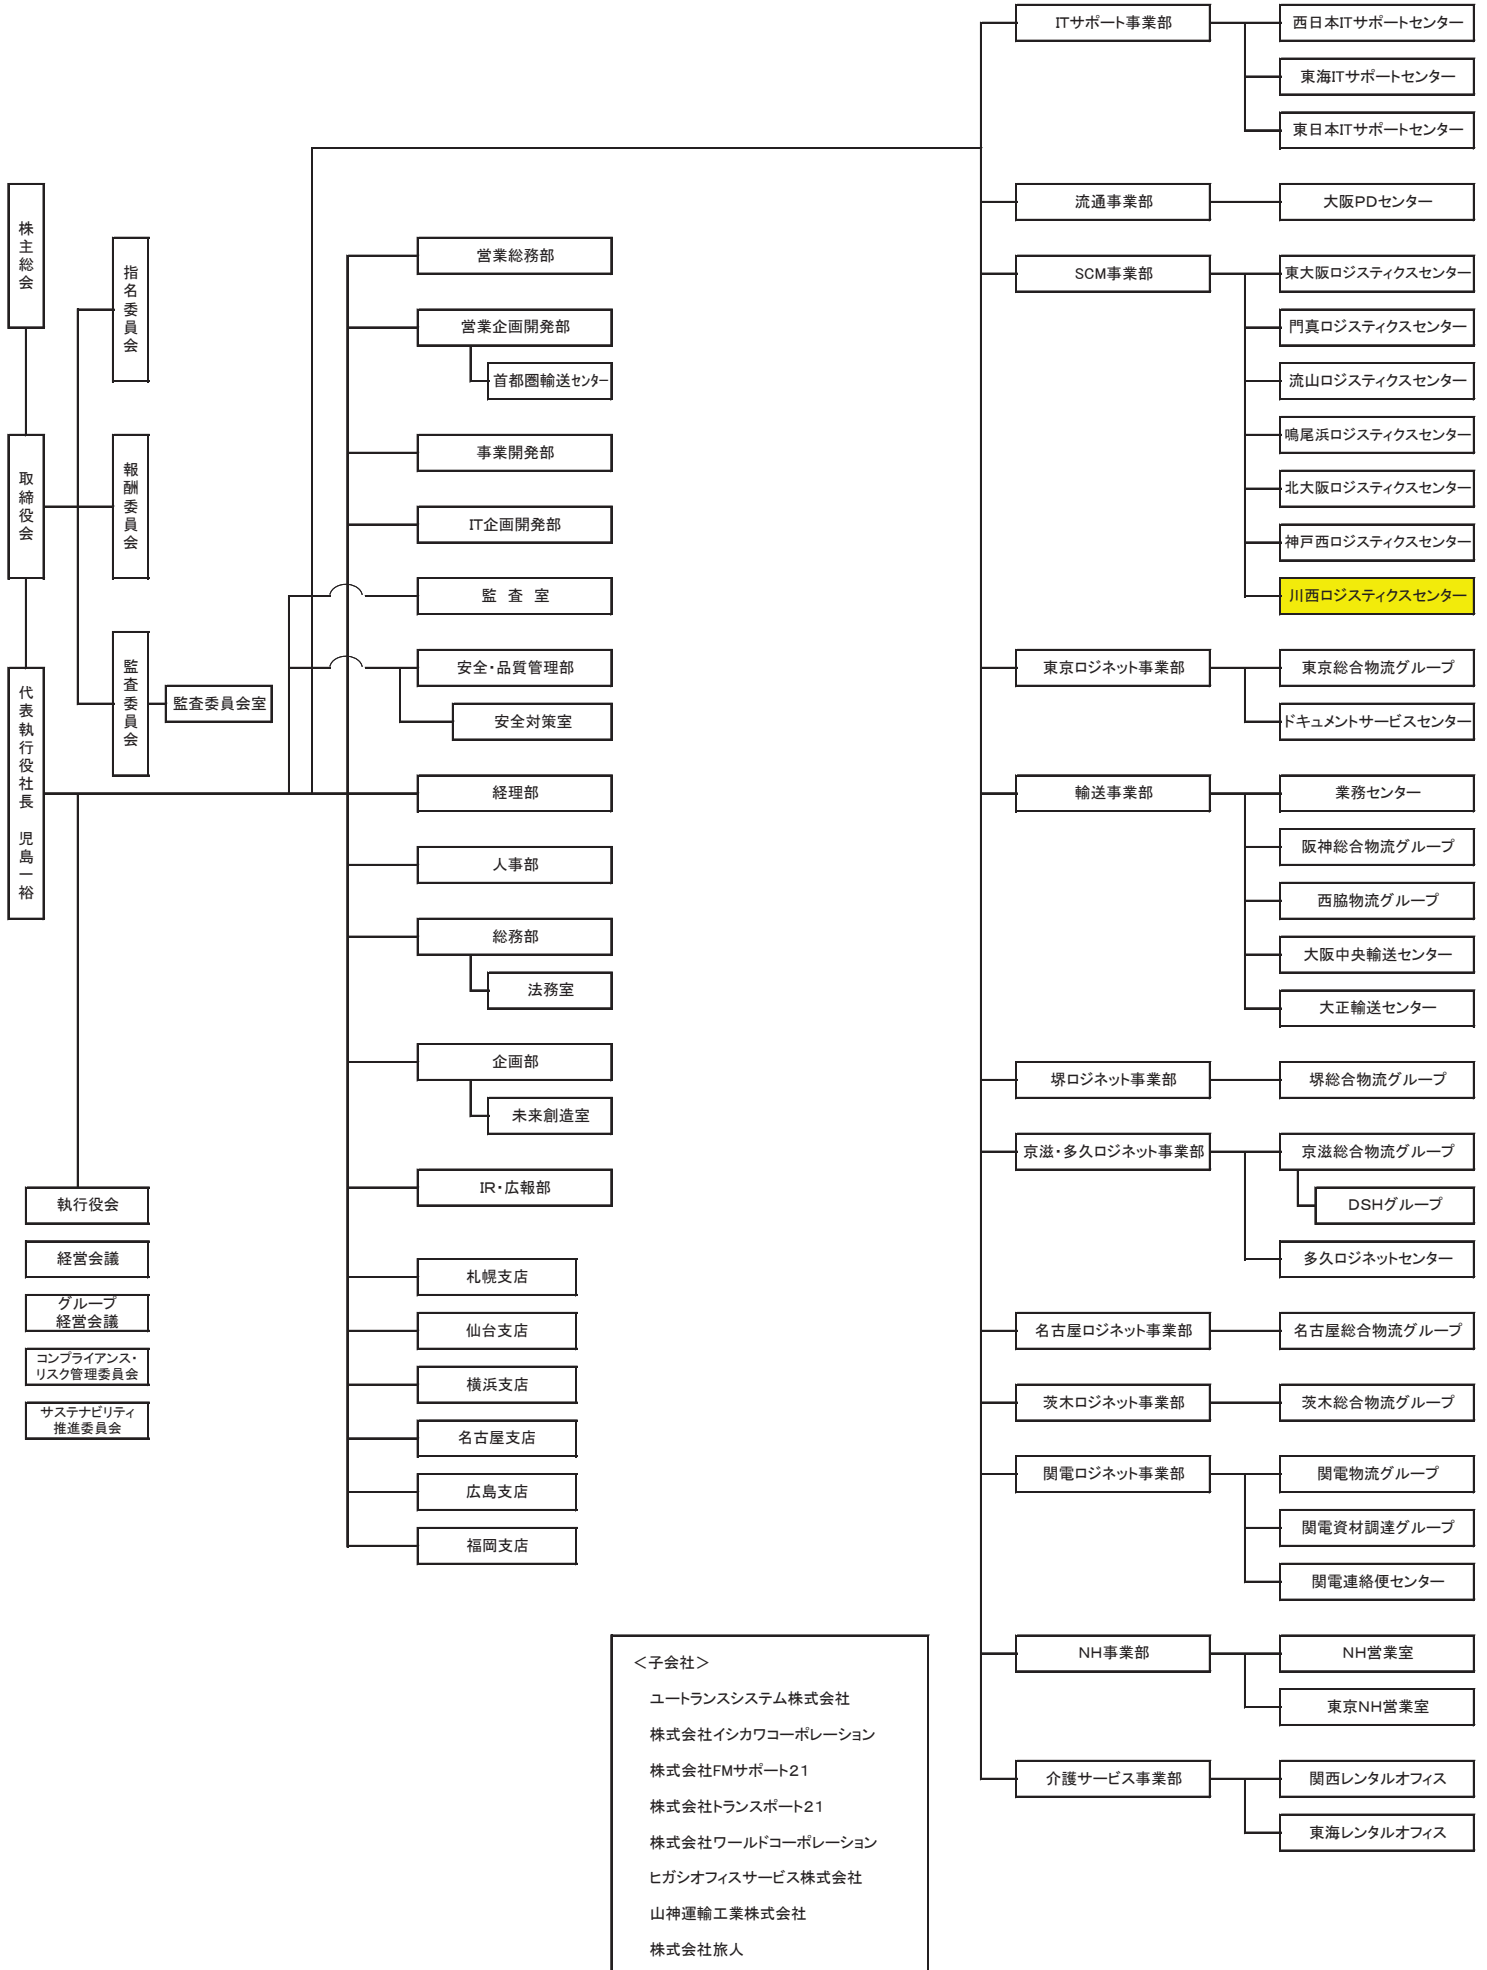 株主総会
取締役会
代表執行役社長　児島一裕
指名委員会
報酬委員会
監査委員会
監査委員会室
執行役会
経営会議
グループ
経営会議
コンプライアンス・
リスク管理委員会
サステナビリティ
推進委員会
営業総務部
営業企画開発部
首都圏輸送センター
事業開発部
IT企画開発部
監　査　室
安全・品質管理部
安全対策室
経理部
人事部
総務部
法務室
企画部
未来創造室
IR・広報部
札幌支店
仙台支店
横浜支店
名古屋支店
広島支店
福岡支店
ITサポート事業部
西日本ITサポートセンター
東海ITサポートセンター
東日本ITサポートセンター
流通事業部
大阪PDセンター
SCM事業部
東大阪ロジスティクスセンター
門真ロジスティクスセンター
流山ロジスティクスセンター
鳴尾浜ロジスティクスセンター
北大阪ロジスティクスセンター
神戸西ロジスティクスセンター
川西ロジスティクスセンター
東京ロジネット事業部
東京総合物流グループ
ドキュメントサービスセンター
輸送事業部
業務センター
阪神総合物流グループ
西脇物流グループ
大阪中央輸送センター
大正輸送センター
堺ロジネット事業部
堺総合物流グループ
京滋・多久ロジネット事業部
京滋総合物流グループ
DSHグループ
多久ロジネットセンター
名古屋ロジネット事業部
名古屋総合物流グループ
茨木ロジネット事業部
茨木総合物流グループ
関電ロジネット事業部
関電物流グループ
関電資材調達グループ
関電連絡便センター
NH事業部
NH営業室
東京NH営業室
介護サービス事業部
関西レンタルオフィス
東海レンタルオフィス
＜子会社＞
ユートランスシステム株式会社
株式会社イシカワコーポレーション
株式会社FMサポート21
株式会社トランスポート21
株式会社ワールドコーポレーション
ヒガシオフィスサービス株式会社
山神運輸工業株式会社
株式会社旅人